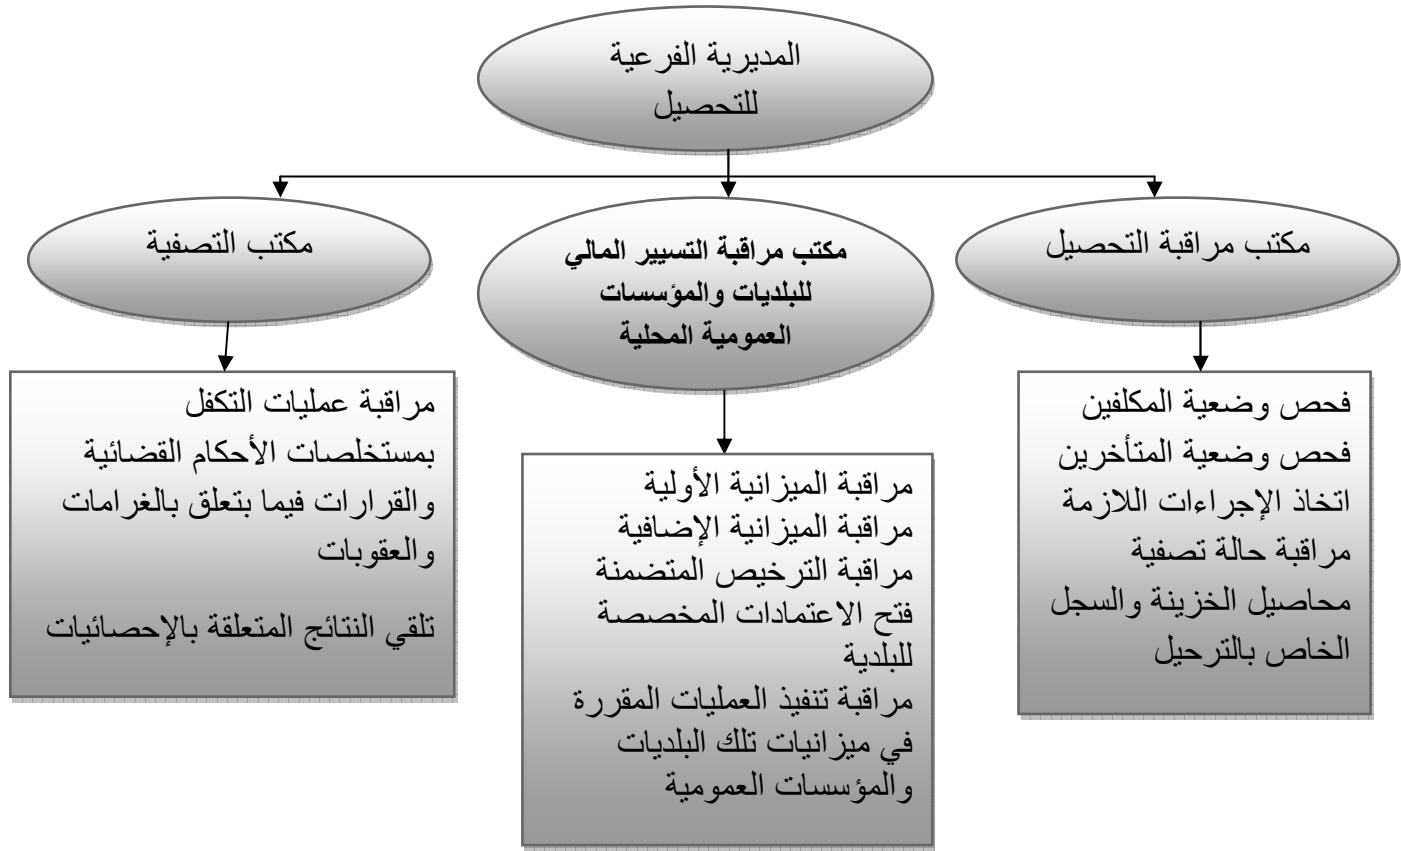 المديرية الفرعية
للتحصيل
مكتب مراقبة التحصيل
مكتب مراقبة التسيير المالي
للبلديات والمؤسسات
العمومية المحلية
مكتب التصفية
فحص وضعية المكلفين
فحص وضعية المتأخرين
اتخاذ الإجراءات اللازمة
مراقبة حالة تصفية
محاصيل الخزينة والسجل
الخاص بالترحيل
مراقبة الميزانية الأولية
مراقبة الميزانية الإضافية
مراقبة الترخيص المتضمنة
فتح الاعتمادات المخصصة
للبلدية
مراقبة تنفيذ العمليات المقررة
في ميزانيات تلك البلديات
والمؤسسات العمومية
مراقبة عمليات التكفل
بمستخلصات الأحكام القضائية
والقرارات فيما بتعلق بالغرامات
والعقوبات
تلقي النتائج المتعلقة بالإحصائيات